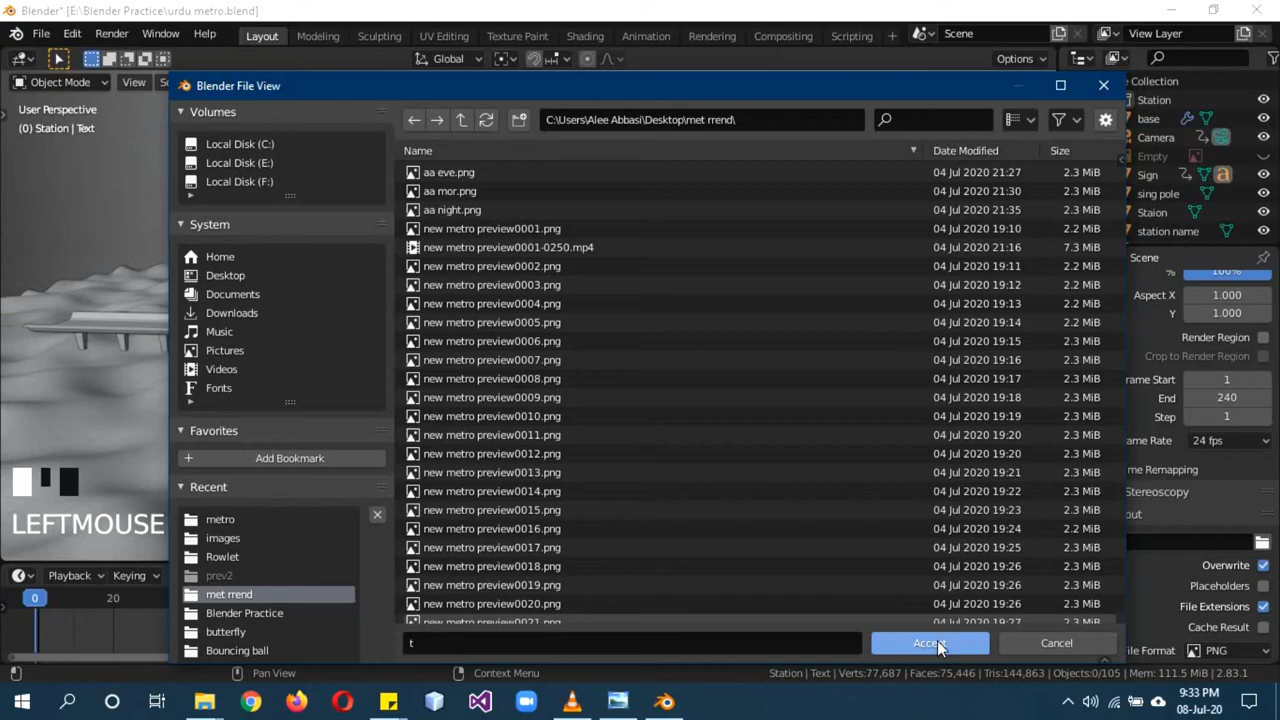 Blender* [E:\Blender Practice\urdu metro.blend]
File Edit Render Window Help Layout Modeling Sculpting UV Editing Texture Paint Shading Animation Rendering Compositing Scripting + Scene View Layer
Global Options
Object Mode View
User Perspective
(0) Station | Text
Blender File View
Volumes
Local Disk (C:)
Local Disk (E:)
Local Disk (F:)
System
Home
Desktop
Documents
Downloads
Music
Pictures
Videos
Fonts
Favorites
Add Bookmark
Recent
metro
images
Rowlet
prev2
met rrend
Blender Practice
butterfly
Bouncing ball
C:\Users\Alee Abbasi\Desktop\met rrend\
Name Date Modified Size
aa eve.png 04 Jul 2020 21:27 2.3 MiB
aa mor.png 04 Jul 2020 21:30 2.3 MiB
aa night.png 04 Jul 2020 21:35 2.3 MiB
new metro preview0001.png 04 Jul 2020 19:10 2.2 MiB
new metro preview0001-0250.mp4 04 Jul 2020 21:16 7.3 MiB
new metro preview0002.png 04 Jul 2020 19:11 2.2 MiB
new metro preview0003.png 04 Jul 2020 19:12 2.2 MiB
new metro preview0004.png 04 Jul 2020 19:13 2.2 MiB
new metro preview0005.png 04 Jul 2020 19:14 2.2 MiB
new metro preview0006.png 04 Jul 2020 19:15 2.3 MiB
new metro preview0007.png 04 Jul 2020 19:16 2.3 MiB
new metro preview0008.png 04 Jul 2020 19:17 2.3 MiB
new metro preview0009.png 04 Jul 2020 19:18 2.3 MiB
new metro preview0010.png 04 Jul 2020 19:19 2.3 MiB
new metro preview0011.png 04 Jul 2020 19:20 2.3 MiB
new metro preview0012.png 04 Jul 2020 19:20 2.3 MiB
new metro preview0013.png 04 Jul 2020 19:21 2.3 MiB
new metro preview0014.png 04 Jul 2020 19:22 2.3 MiB
new metro preview0015.png 04 Jul 2020 19:23 2.3 MiB
new metro preview0016.png 04 Jul 2020 19:24 2.2 MiB
new metro preview0017.png 04 Jul 2020 19:25 2.3 MiB
new metro preview0018.png 04 Jul 2020 19:26 2.3 MiB
new metro preview0019.png 04 Jul 2020 19:26 2.3 MiB
new metro preview0020.png 04 Jul 2020 19:26 2.3 MiB
new metro preview0021.png 04 Jul 2020 19:27 2.3 MiB
t Accept Cancel
e Collection
Station
base
Camera
Empty
Sign
sing pole
Staion
station name
Scene
% 100%
Aspect X 1.000
Y 1.000
Render Region
Crop to Render Region
rame Start 1
End 240
Step 1
ame Rate 24 fps
ame Remapping
Stereoscopy
put
Overwrite
Placeholders
File Extensions
Cache Result
File Format PNG
LEFTMOUSE
Playback Keying
0 20
Pan View Context Menu Station | Text | Verts:77,687 | Faces:75,446 | Tris:144,863 | Objects:0/105 | Mem: 111.5 MiB | 2.83.1
9:33 PM
08-Jul-20